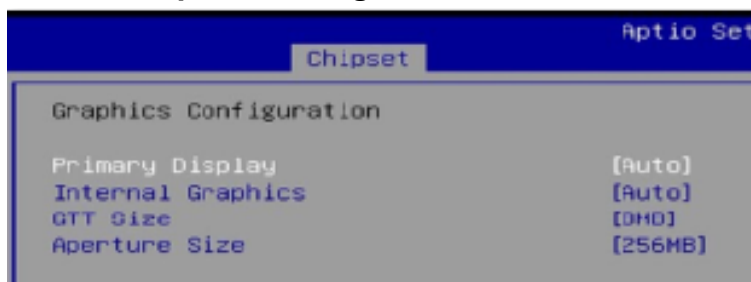 Aptio Set
Chipset
Graphics Configuration
Primary Display [Auto]
Internal Graphics [Auto]
GTT Size
Aperture Size [256MB]